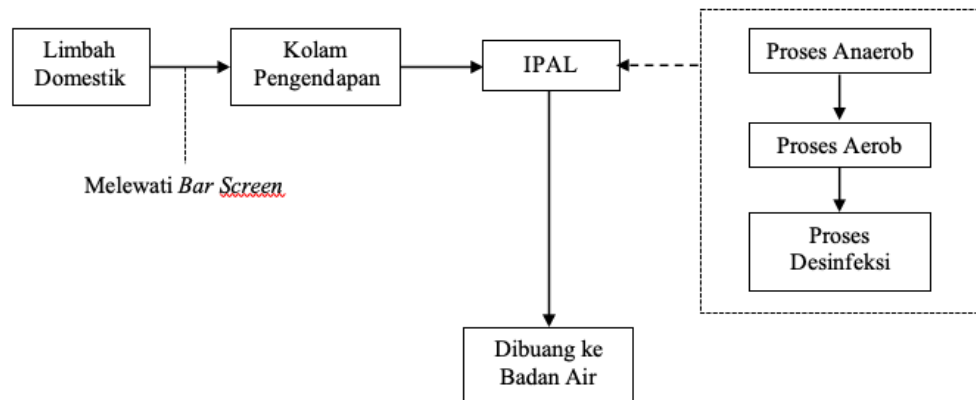 Limbah
Domestik
Kolam
Pengendapan
IPAL
Proses Anaerob
Proses Aerob
Proses
Desinfeksi
Melewati Bar Screen
Dibuang ke
Badan Air